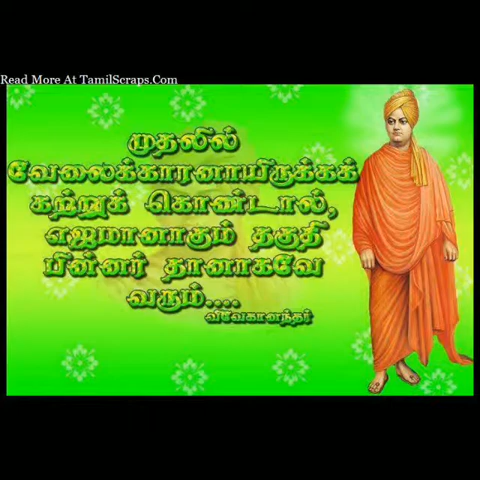 Read More At TamilScraps.Com
முதலில்
வேலைக்காரனாயிருக்கக்
கற்றுக் கொண்டால்,
எஜமானாகும் தகுதி
பின்னர் தானாகவே
வரும்....
விவேகானந்தர்